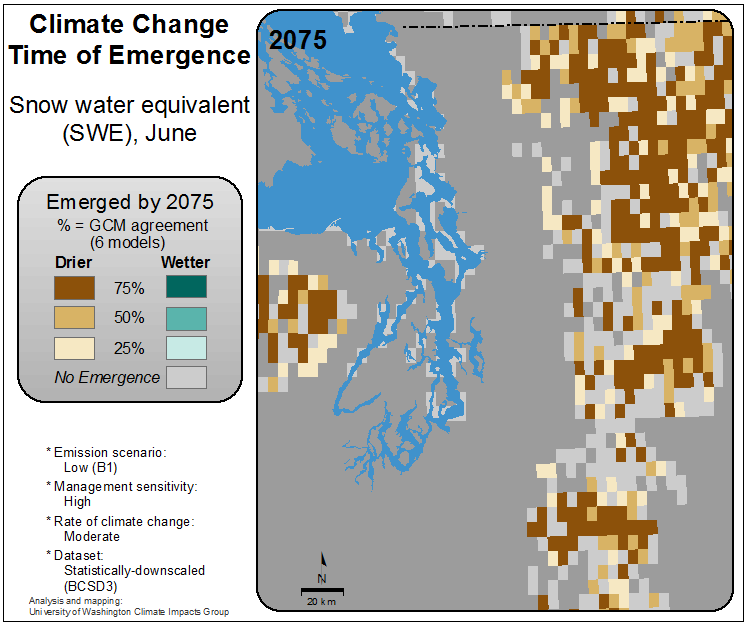 Climate Change
Time of Emergence
Snow water equivalent
(SWE), June
Emerged by 2075
% = GCM agreement
(6 models)
Drier Wetter
75%
50%
25%
No Emergence
* Emission scenario:
Low (B1)
* Management sensitivity:
High
* Rate of climate change:
Moderate
* Dataset:
Statistically-downscaled
(BCSD3)
Analysis and mapping:
University of Washington Climate Impacts Group
2075
N
20 km